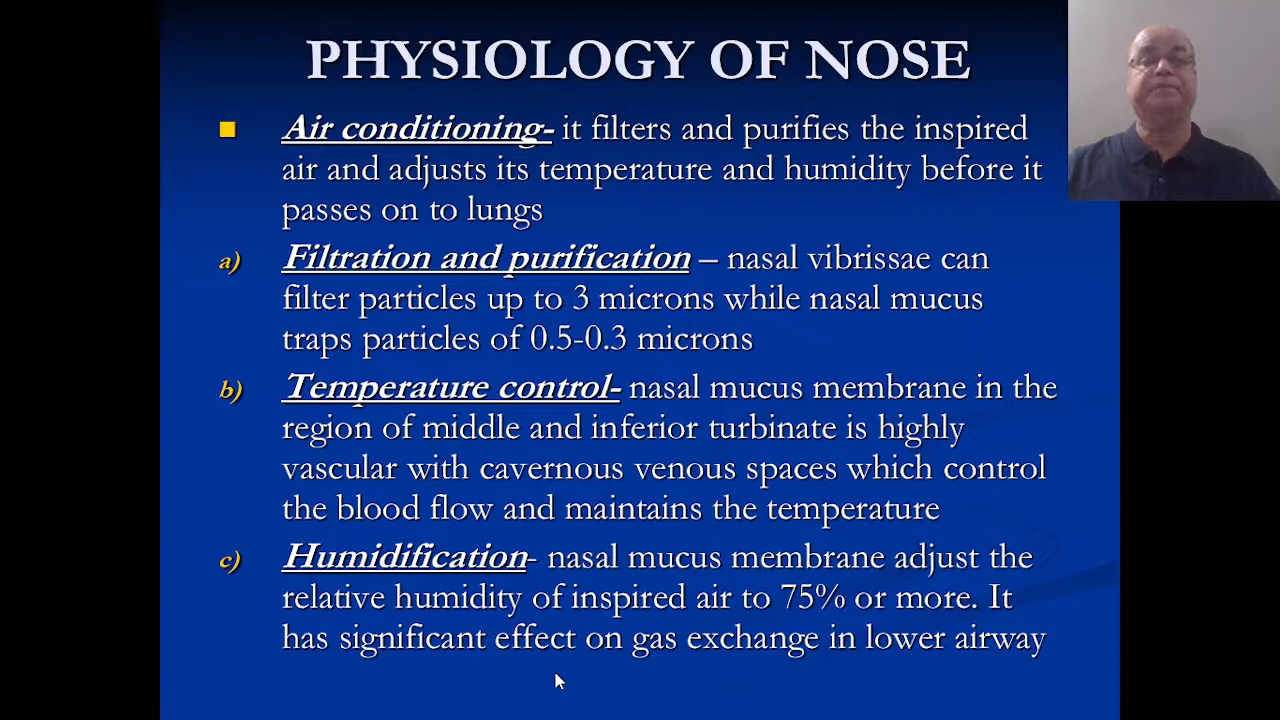 PHYSIOLOGY OF NOSE
Air conditioning- it filters and purifies the inspired
air and adjusts its temperature and humidity before it
passes on to lungs
a) Filtration and purification – nasal vibrissae can
filter particles up to 3 microns while nasal mucus
traps particles of 0.5-0.3 microns
b) Temperature control- nasal mucus membrane in the
region of middle and inferior turbinate is highly
vascular with cavernous venous spaces which control
the blood flow and maintains the temperature
c) Humidification- nasal mucus membrane adjust the
relative humidity of inspired air to 75% or more. It
has significant effect on gas exchange in lower airway